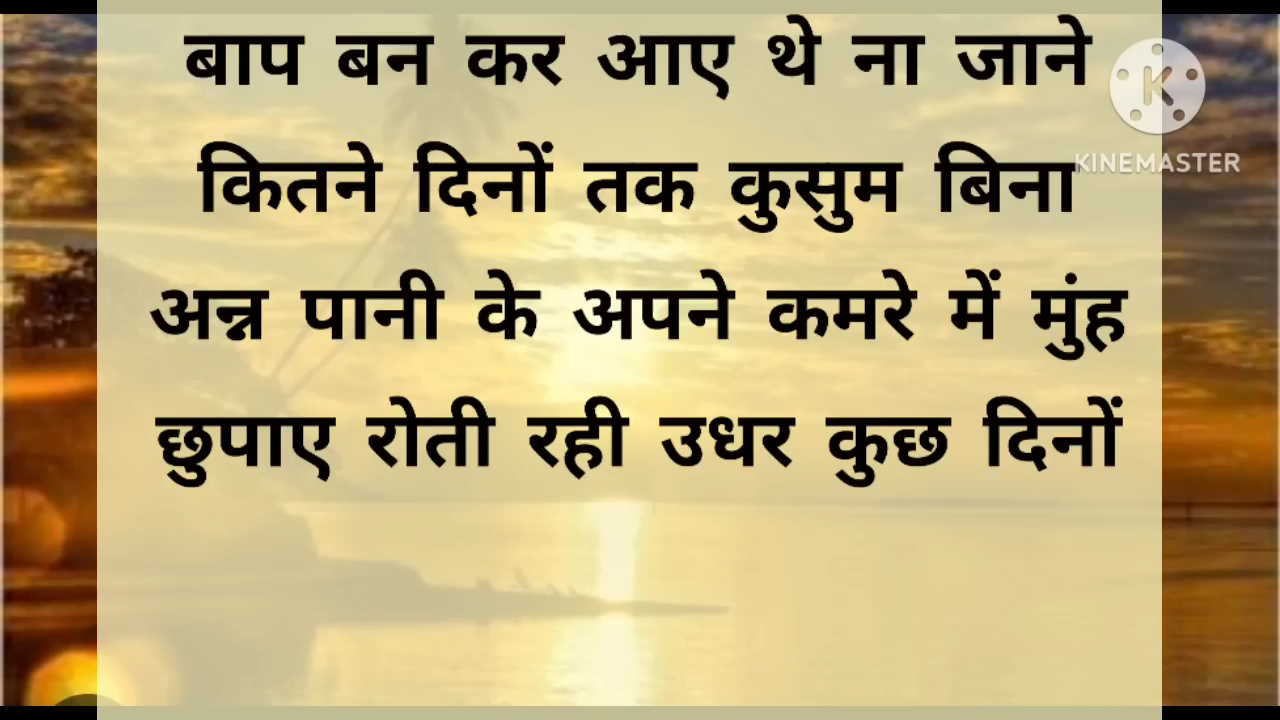 बाप बन कर आए थे ना जाने
कितने दिनों तक कुसुम बिना
अन्न पानी के अपने कमरे में मुंह
छुपाए रोती रही उधर कुछ दिनों
K
KINEMASTER